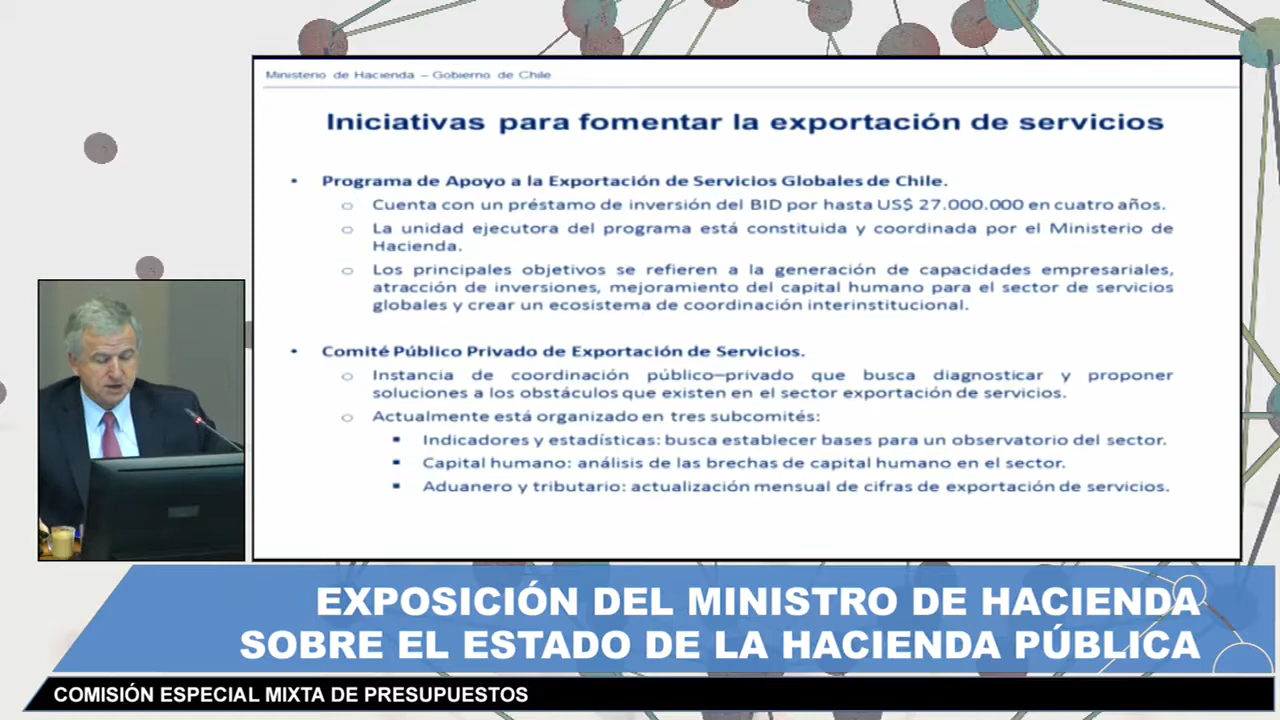 Ministerio de Hacienda – Gobierno de Chile
Iniciativas para fomentar la exportación de servicios
• Programa de Apoyo a la Exportación de Servicios Globales de Chile.
○ Cuenta con un préstamo de inversión del BID por hasta US$ 27.000.000 en cuatro años.
○ La unidad ejecutora del programa está constituida y coordinada por el Ministerio de
Hacienda.
○ Los principales objetivos se refieren a la generación de capacidades empresariales,
atracción de inversiones, mejoramiento del capital humano para el sector de servicios
globales y crear un ecosistema de coordinación interinstitucional.
• Comité Público Privado de Exportación de Servicios.
○ Instancia de coordinación público–privado que busca diagnosticar y proponer
soluciones a los obstáculos que existen en el sector exportación de servicios.
○ Actualmente está organizado en tres subcomités:
▪ Indicadores y estadísticas: busca establecer bases para un observatorio del sector.
▪ Capital humano: análisis de las brechas de capital humano en el sector.
▪ Aduanero y tributario: actualización mensual de cifras de exportación de servicios.
EXPOSICIÓN DEL MINISTRO DE HACIENDA
SOBRE EL ESTADO DE LA HACIENDA PÚBLICA
COMISIÓN ESPECIAL MIXTA DE PRESUPUESTOS